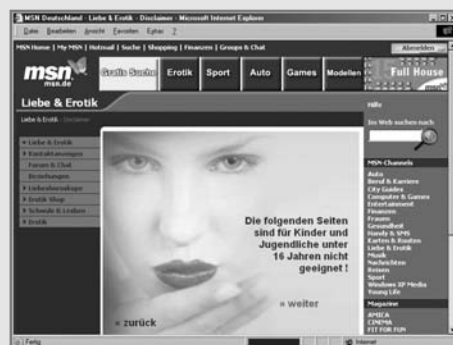 MSN Deutschland - Liebe & Erotik - Disclaimer - Microsoft Internet Explorer
Datei Bearbeiten Ansicht Favoriten Extras ?
MSN Home | My MSN | Hotmail | Suche | Shopping | Finanzen | Groups & Chat
Abmelden
msn
msn.de
Gratis Suche
Erotik
Sport
Auto
Games
Modellen
Full House
Liebe & Erotik
Liebe & Erotik - Disclaimer
Liebe & Erotik
Kontaktanzeigen
Forum & Chat
Beziehungen
Liebeshoroskope
Erotik Shop
Schwule & Lesben
Erotik
Die folgenden Seiten
sind für Kinder und
Jugendliche unter
16 Jahren nicht
geeignet !
» weiter
« zurück
Hilfe
Im Web suchen nach
MSN-Channels
Auto
Beruf & Karriere
City Guides
Computer & Games
Entertainment
Finanzen
Frauen
Gesundheit
Handy & SMS
Karten & Routen
Liebe & Erotik
Musik
Nachrichten
Reisen
Sport
Windows XP Media
Young Life
Magazine
AMICA
CINEMA
FIT FOR FUN
Fertig
Internet